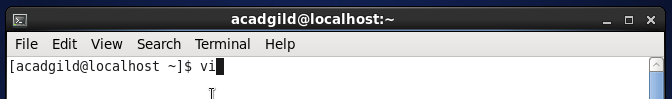 acadgild@localhost:~
File Edit View Search Terminal Help
[acadgild@localhost ~]$ vi